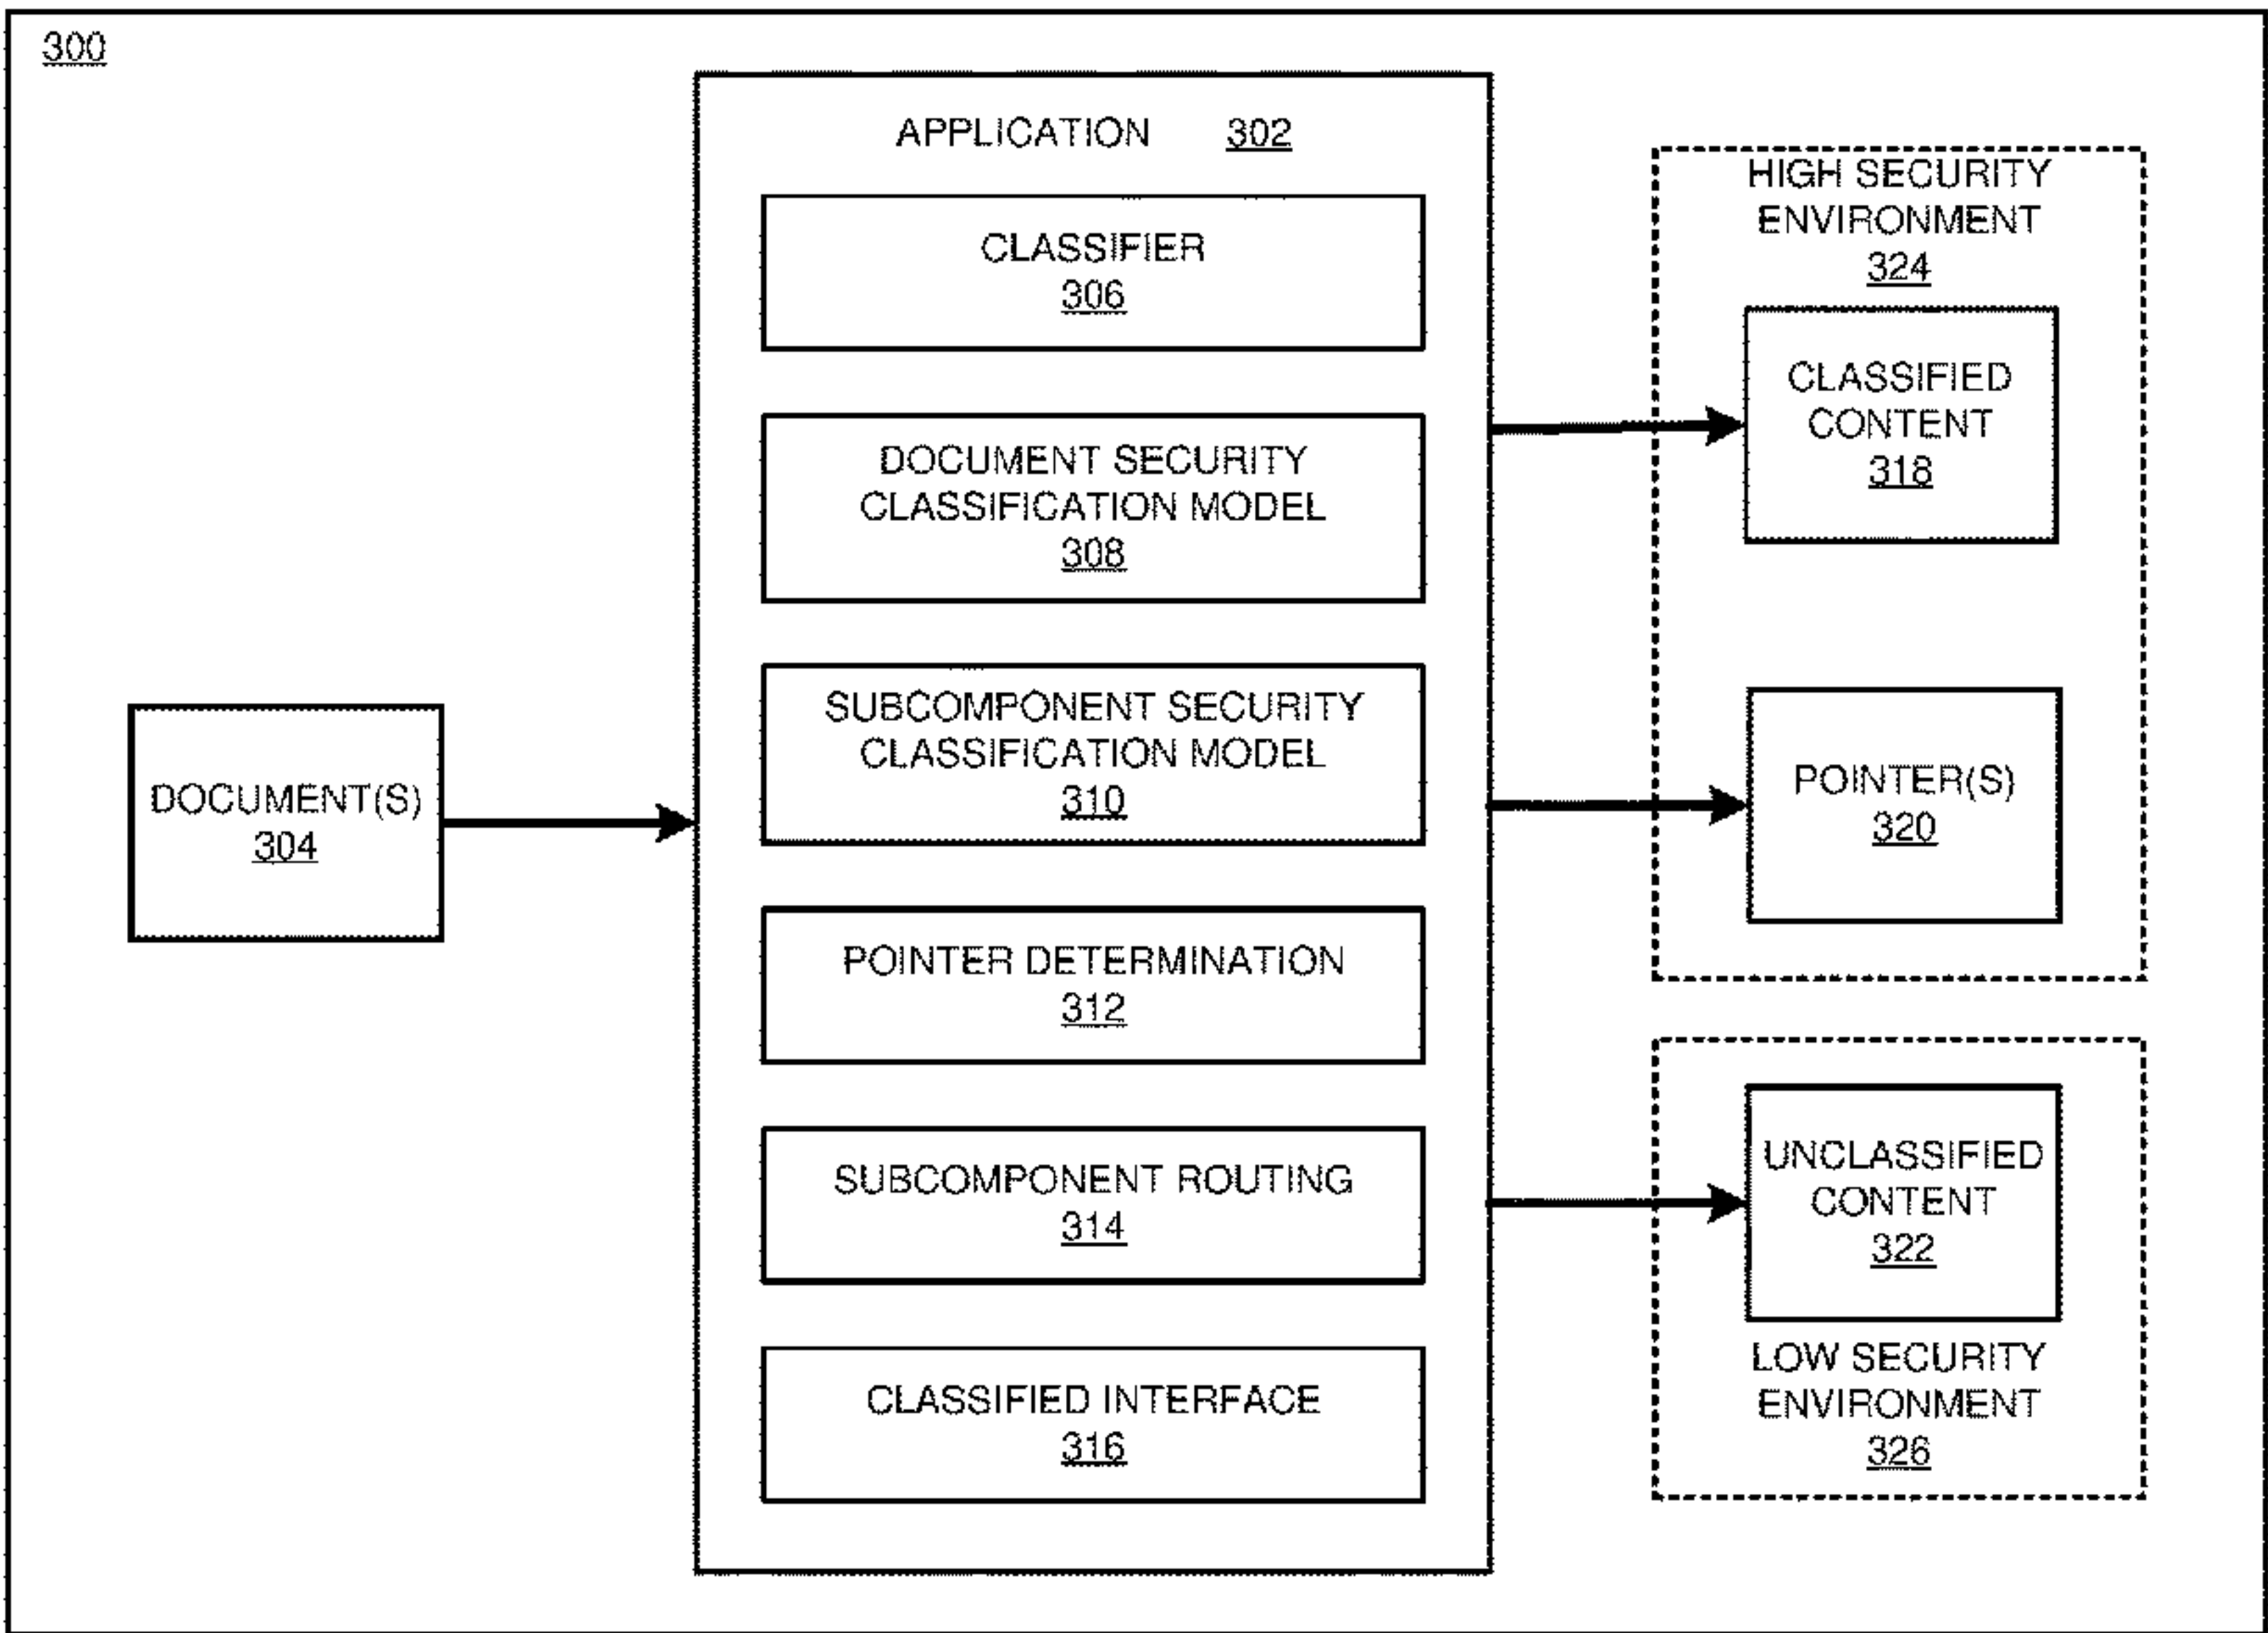 300
APPLICATION 302
CLASSIFIER
306
DOCUMENT SECURITY
CLASSIFICATION MODEL
308
SUBCOMPONENT SECURITY
CLASSIFICATION MODEL
310
POINTER DETERMINATION
312
SUBCOMPONENT ROUTING
314
CLASSIFIED INTERFACE
316
DOCUMENT(S)
304
HIGH SECURITY
ENVIRONMENT
324
CLASSIFIED
CONTENT
318
POINTER(S)
320
UNCLASSIFIED
CONTENT
322
LOW SECURITY
ENVIRONMENT
326